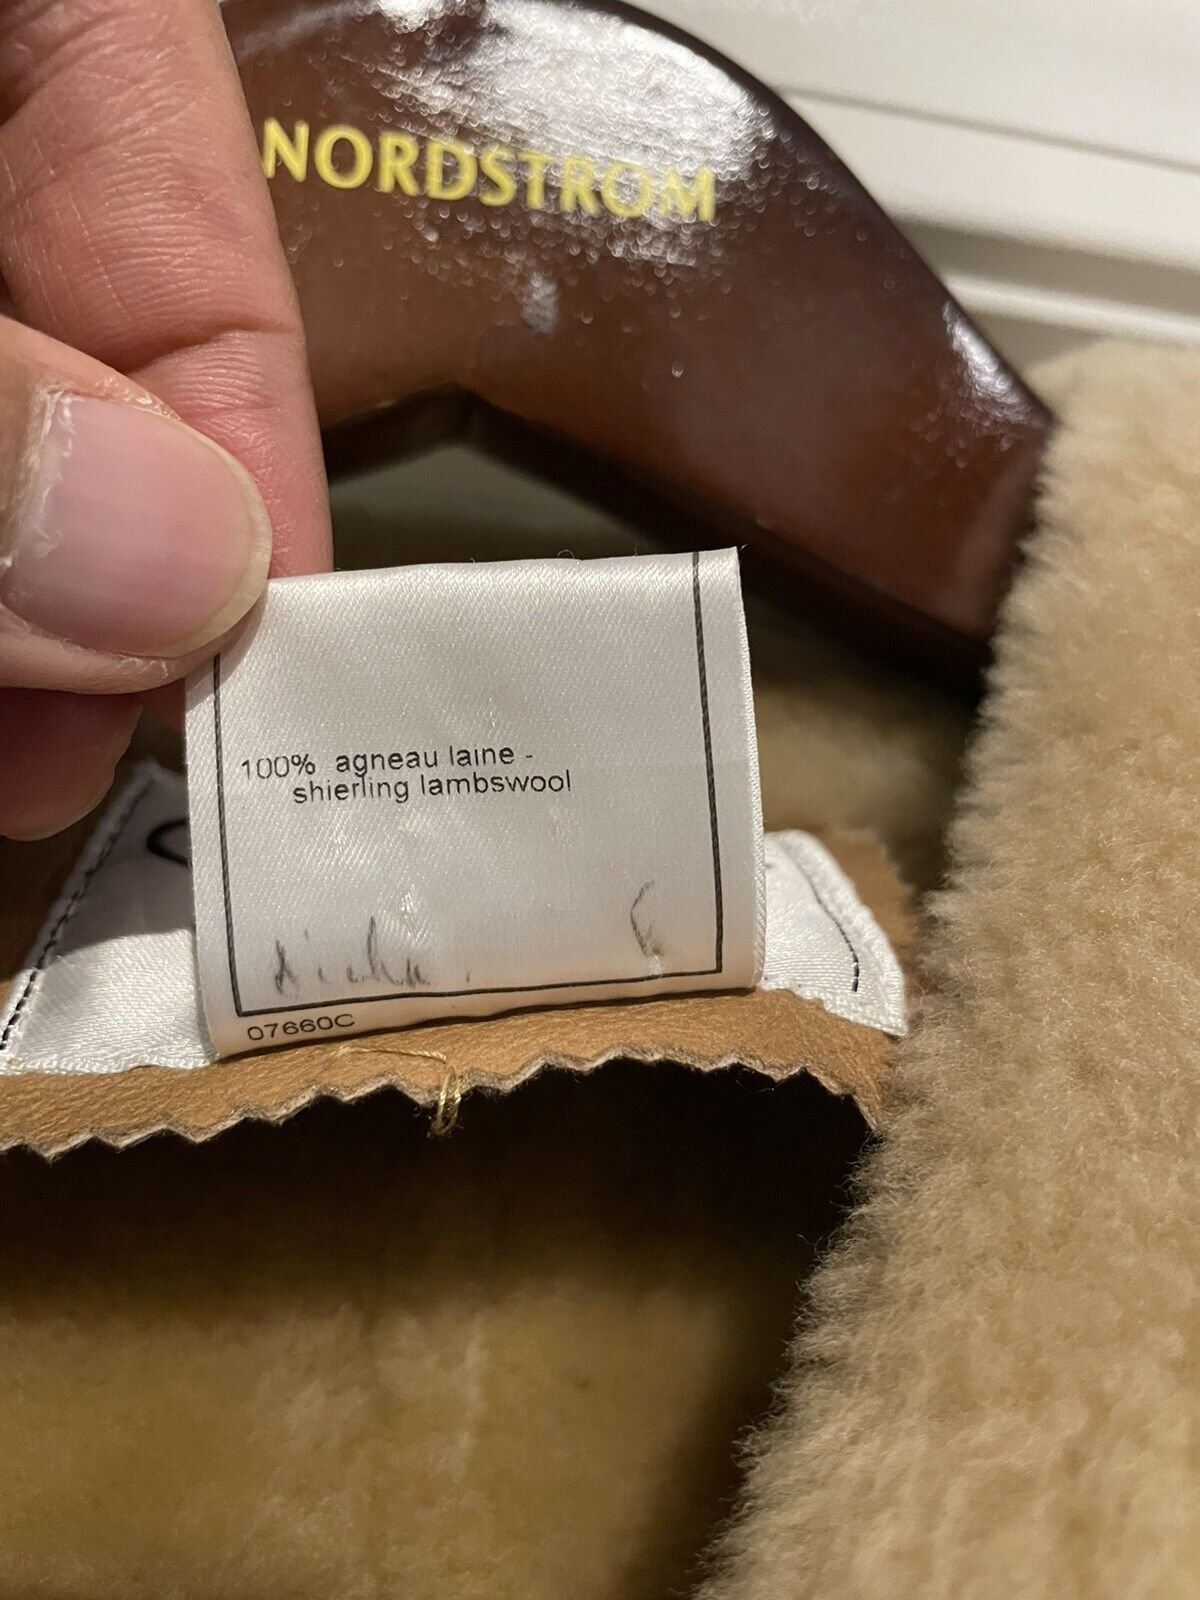 NORDSTROM
100% agneau laine -
shierling lambswool
07660C